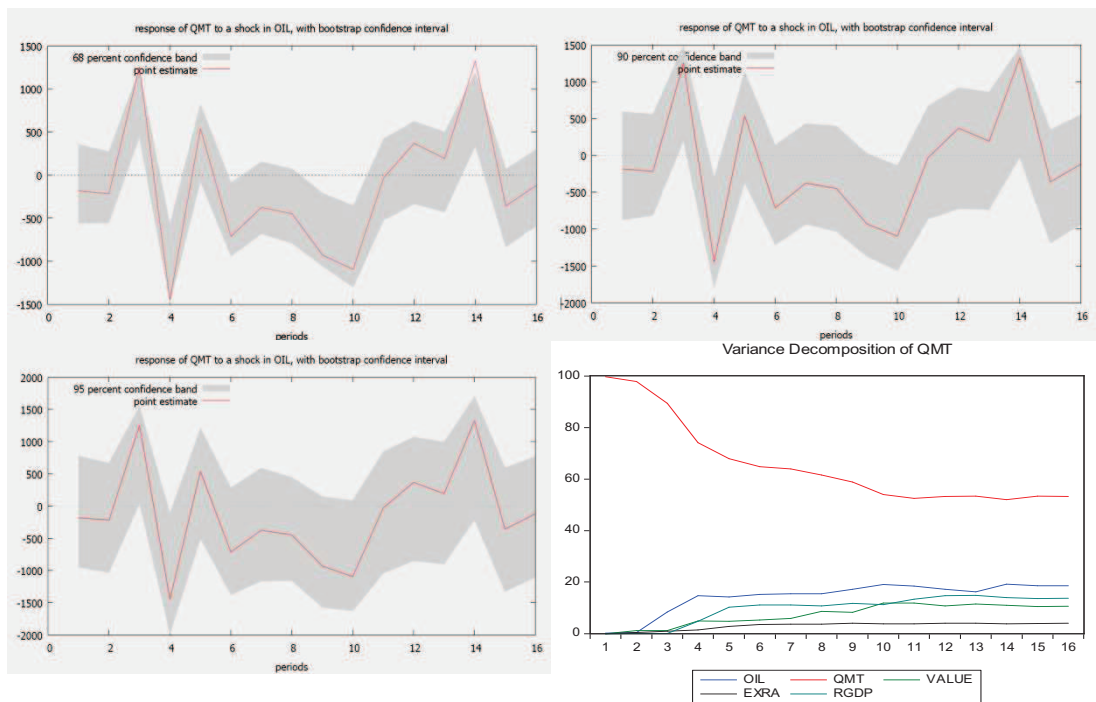 response of QMT to a shock in OIL, with bootstrap confidence interval
1500
1000
500
0
-500
-1000
-1500
68 percent confidence band
point estimate
0 2 4 6 8 10 12 14 16
periods
response of QMT to a shock in OIL, with bootstrap confidence interval
1500
1000
500
0
-500
-1000
-1500
-2000
90 percent confidence band
point estimate
0 2 4 6 8 10 12 14 16
periods
response of QMT to a shock in OIL, with bootstrap confidence interval
2000
1500
1000
500
0
-500
-1000
-1500
-2000
95 percent confidence band
point estimate
0 2 4 6 8 10 12 14 16
periods
Variance Decomposition of QMT
100
80
60
40
20
0
1 2 3 4 5 6 7 8 9 10 11 12 13 14 15 16
OIL QMT VALUE
EXRA RGDP